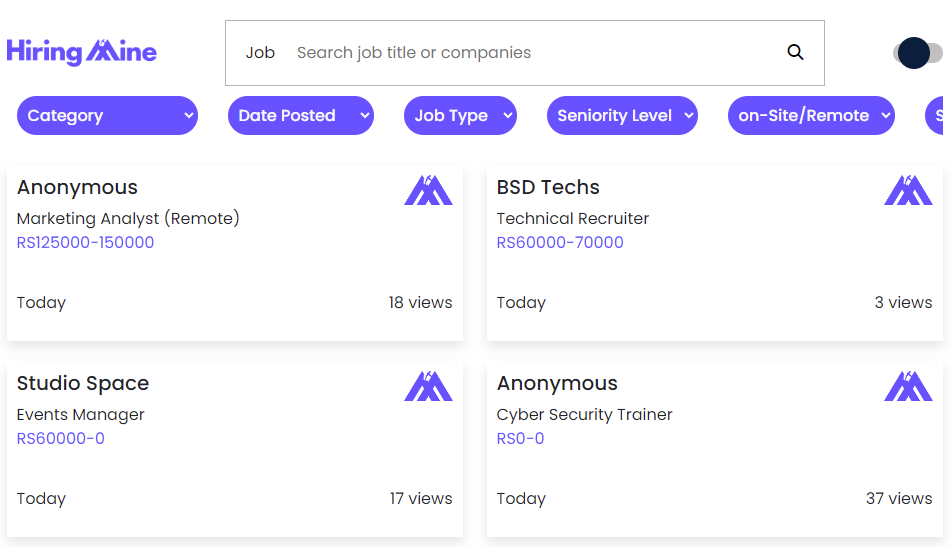 Hiring Mine
Job Search job title or companies
Category Date Posted Job Type Seniority Level on-Site/Remote S
Anonymous
Marketing Analyst (Remote)
RS125000-150000
Today 18 views
BSD Techs
Technical Recruiter
RS60000-70000
Today 3 views
Studio Space
Events Manager
RS60000-0
Today 17 views
Anonymous
Cyber Security Trainer
RS0-0
Today 37 views